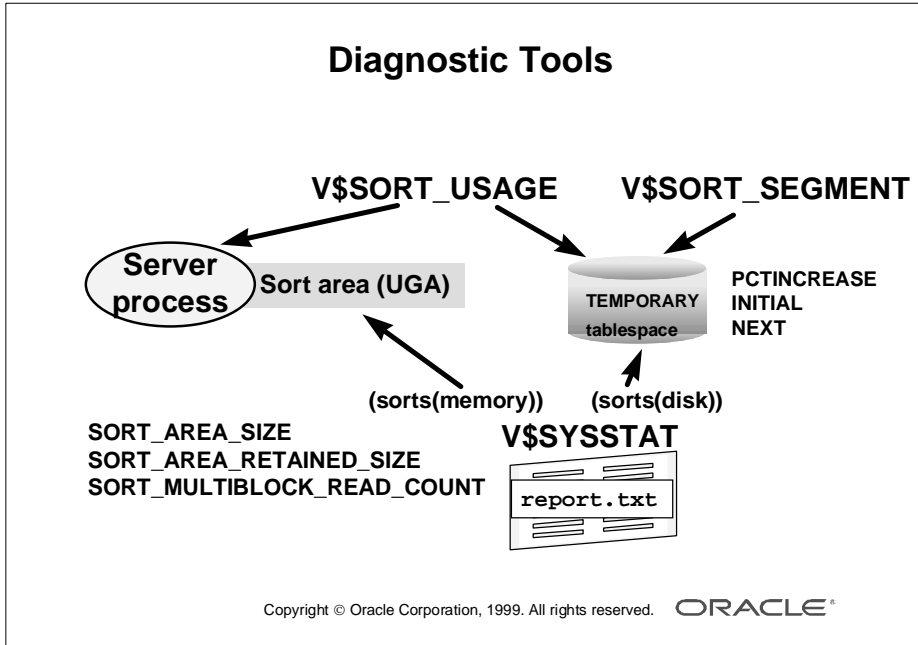 Diagnostic Tools
V$SORT_USAGE
V$SORT_SEGMENT
Server
process
Sort area (UGA)
TEMPORARY
tablespace
PCTINCREASE
INITIAL
NEXT
(sorts(memory))
(sorts(disk))
SORT_AREA_SIZE
SORT_AREA_RETAINED_SIZE
SORT_MULTIBLOCK_READ_COUNT
V$SYSSTAT
report.txt
Copyright © Oracle Corporation, 1999. All rights reserved.
ORACLE®